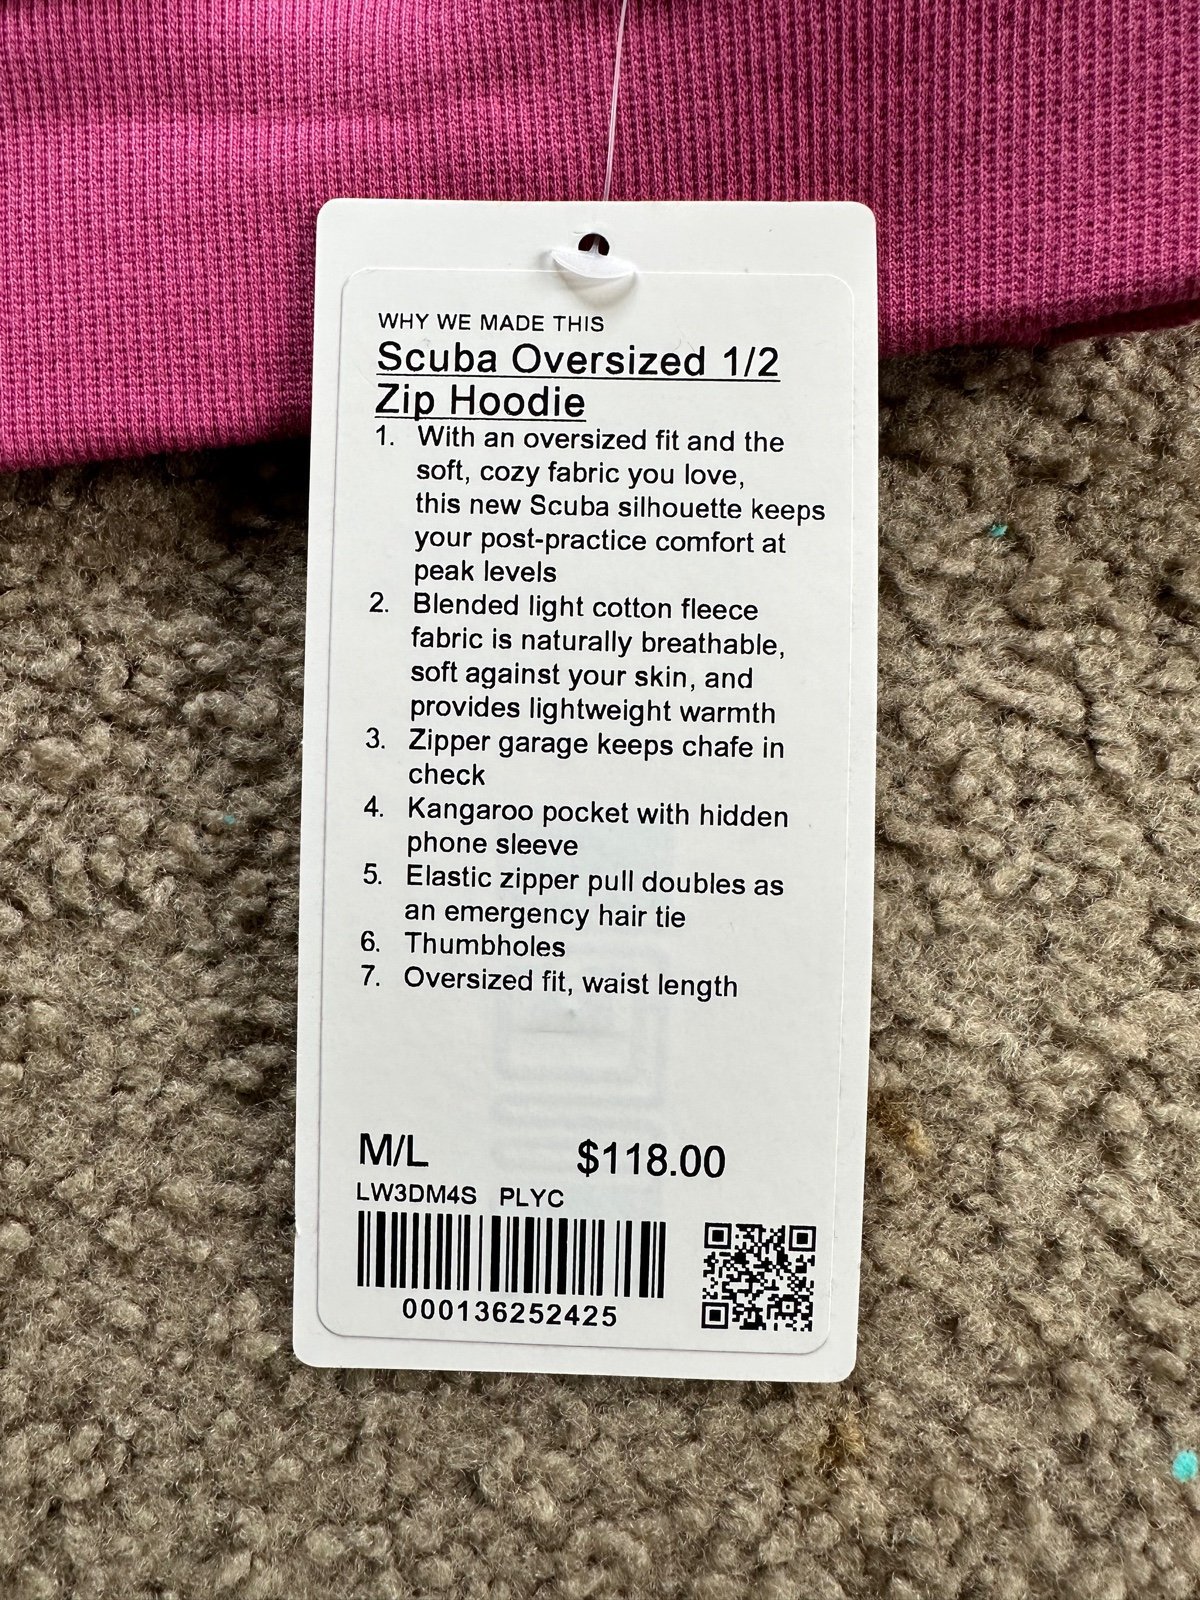 WHY WE MADE THIS
Scuba Oversized 1/2
Zip Hoodie
1. With an oversized fit and the
soft, cozy fabric you love,
this new Scuba silhouette keeps
your post-practice comfort at
peak levels
2. Blended light cotton fleece
fabric is naturally breathable,
soft against your skin, and
provides lightweight warmth
3. Zipper garage keeps chafe in
check
4. Kangaroo pocket with hidden
phone sleeve
5. Elastic zipper pull doubles as
an emergency hair tie
6. Thumbholes
7. Oversized fit, waist length
M/L $118.00
LW3DM4S PLYC
000136252425